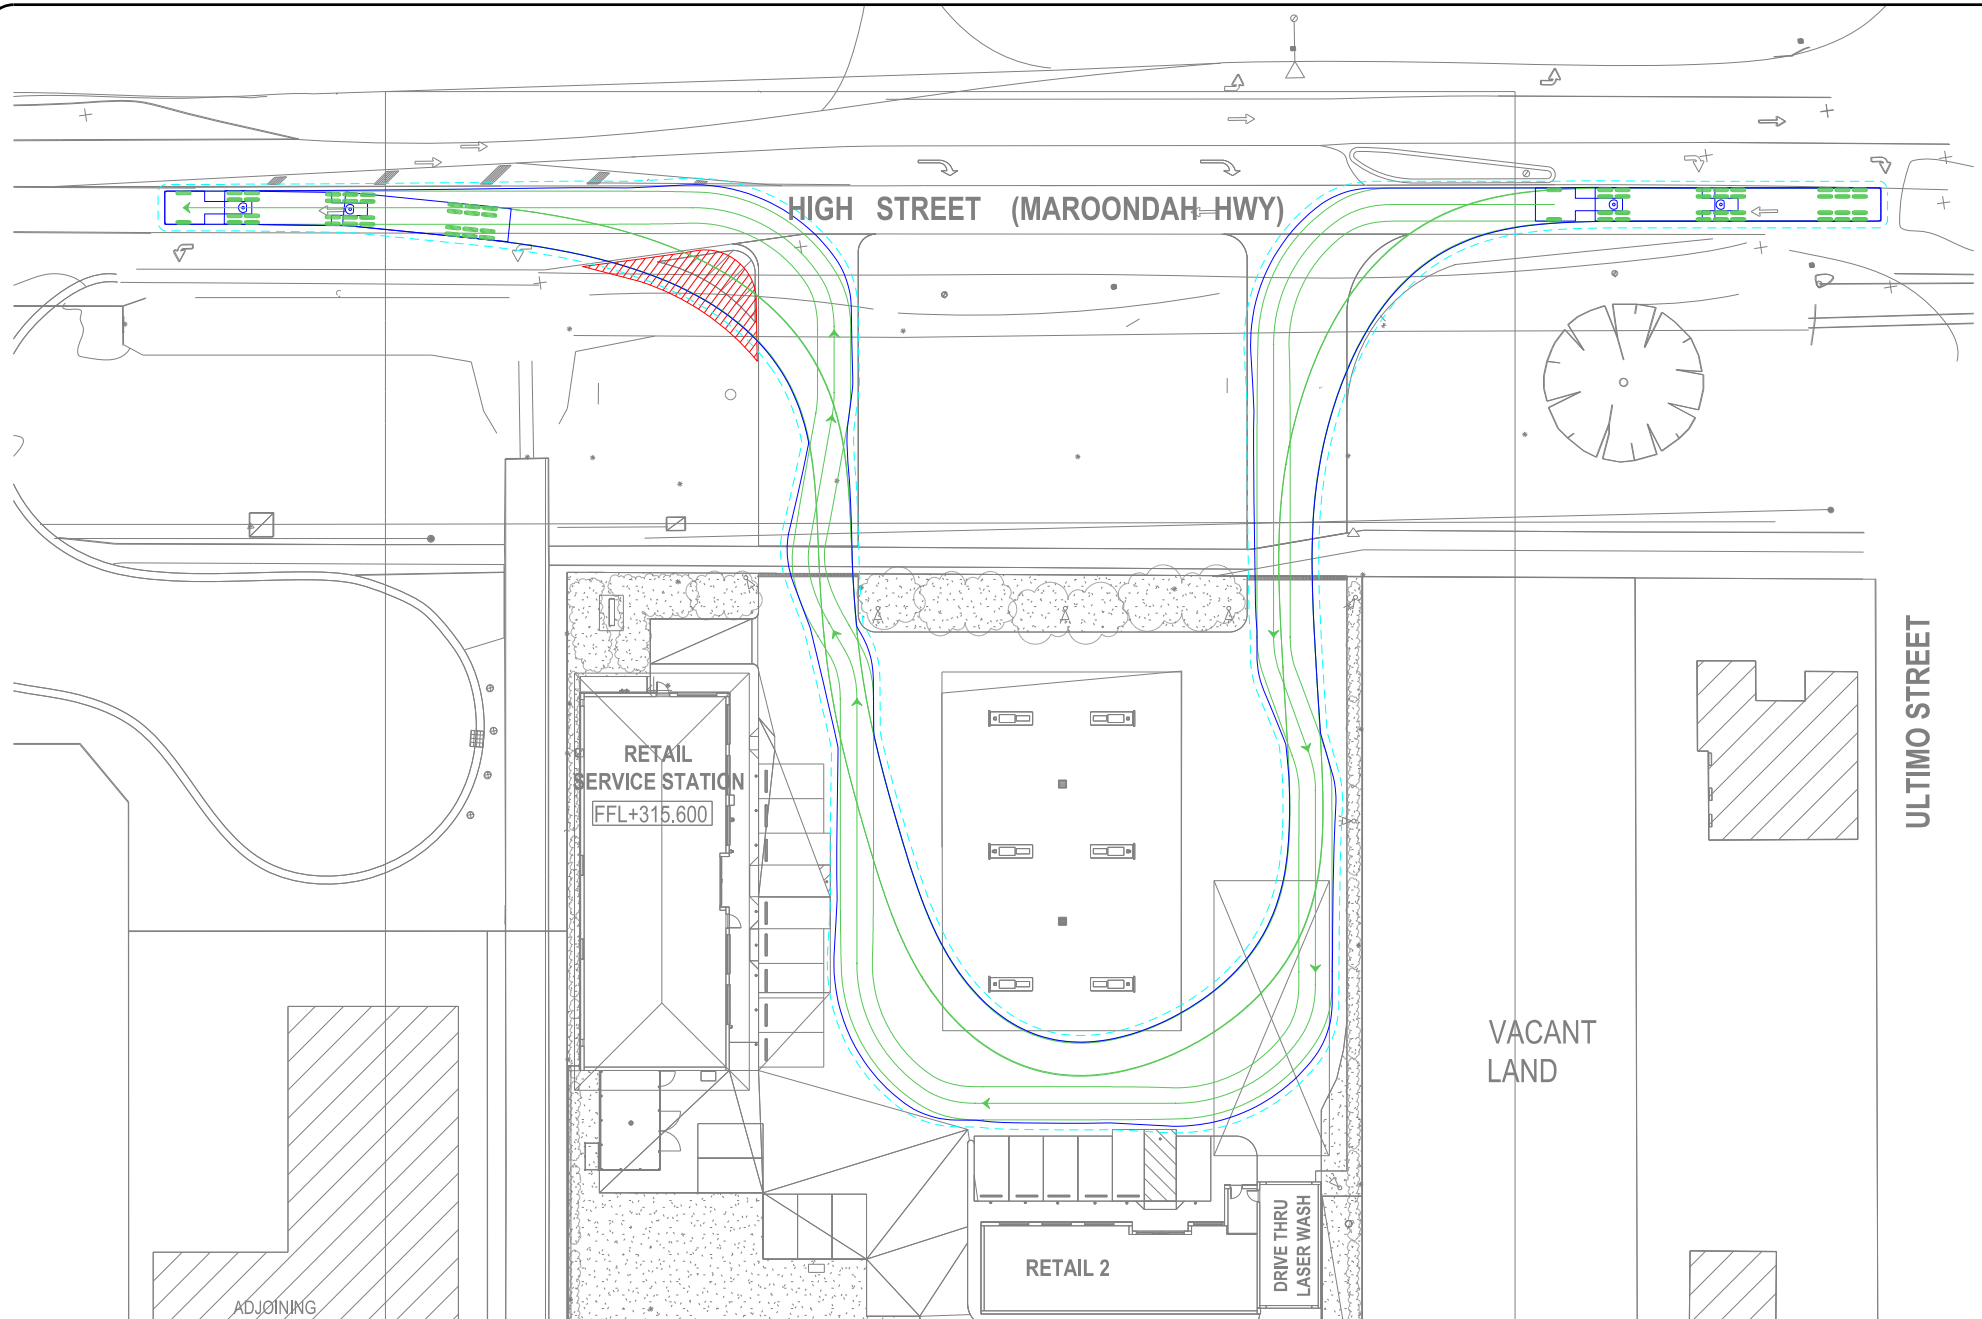 HIGH STREET (MAROONDAH HWY)
RETAIL
SERVICE STATION
FFL+315.600
ULTIMO STREET
VACANT
LAND
RETAIL 2
DRIVE THRU
LASER WASH
ADJOINING